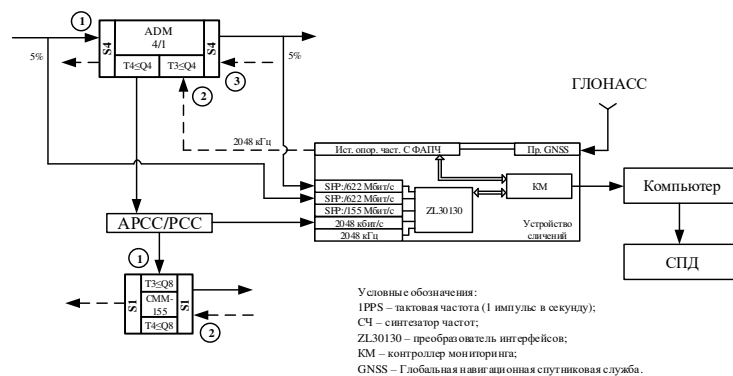 1
ADM
4/1
S4
S4
T4≤Q4
T3≤Q4
5%
5%
3
2
ГЛОНАСС
2048 кГц
Ист. опор. част. С ФАПЧ
Пр. GNSS
SFP:/622 Мбит/с
SFP:/622 Мбит/с
SFP:/155 Мбит/с
2048 кбит/с
2048 кГц
ZL30130
КМ
Устройство
сличений
Компьютер
СПД
АРСС/РСС
1
S1
T3≤Q8
СММ-
155
T4≤Q8
S1
2
Условные обозначения:
1PPS – тактовая частота (1 импульс в секунду);
СЧ – синтезатор частот;
ZL30130 – преобразователь интерфейсов;
КМ – контроллер мониторинга;
GNSS – Глобальная навигационная спутниковая служба.